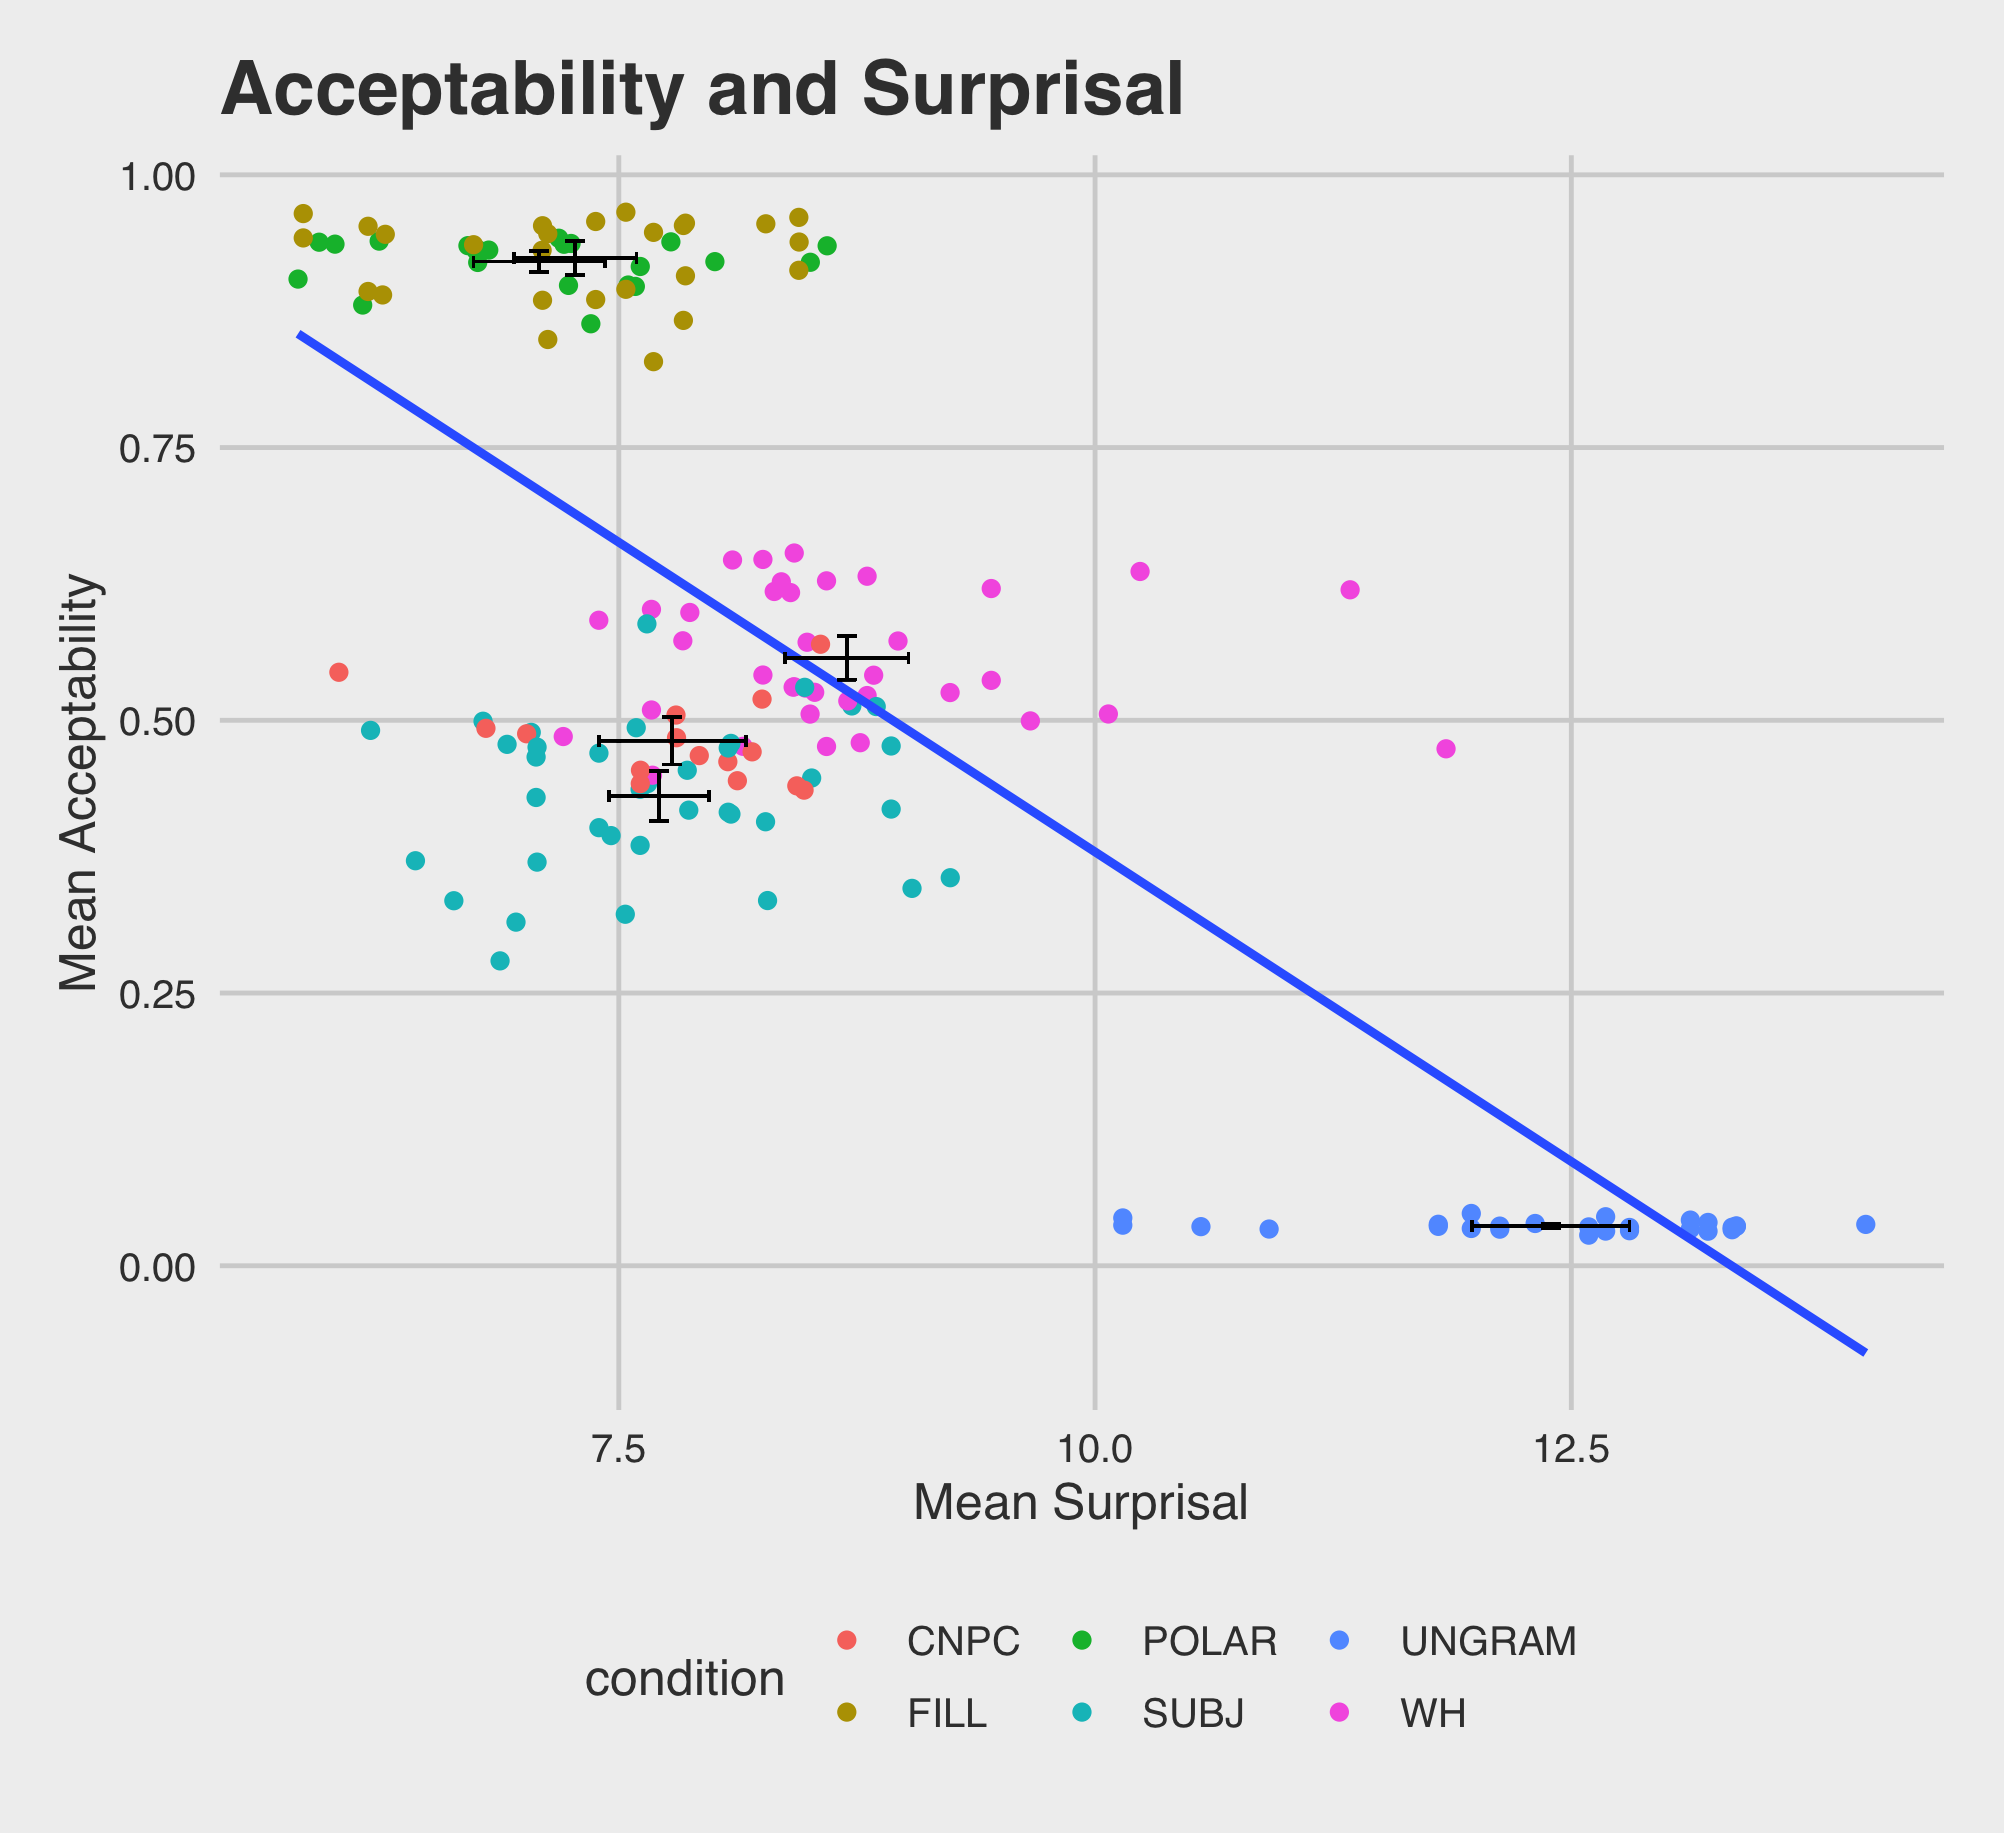 Acceptability and Surprisal
1.00
0.75
0.50
0.25
0.00
Mean Acceptability
7.5 10.0 12.5
Mean Surprisal
condition
CNPC POLAR UNGRAM
FILL SUBJ WH